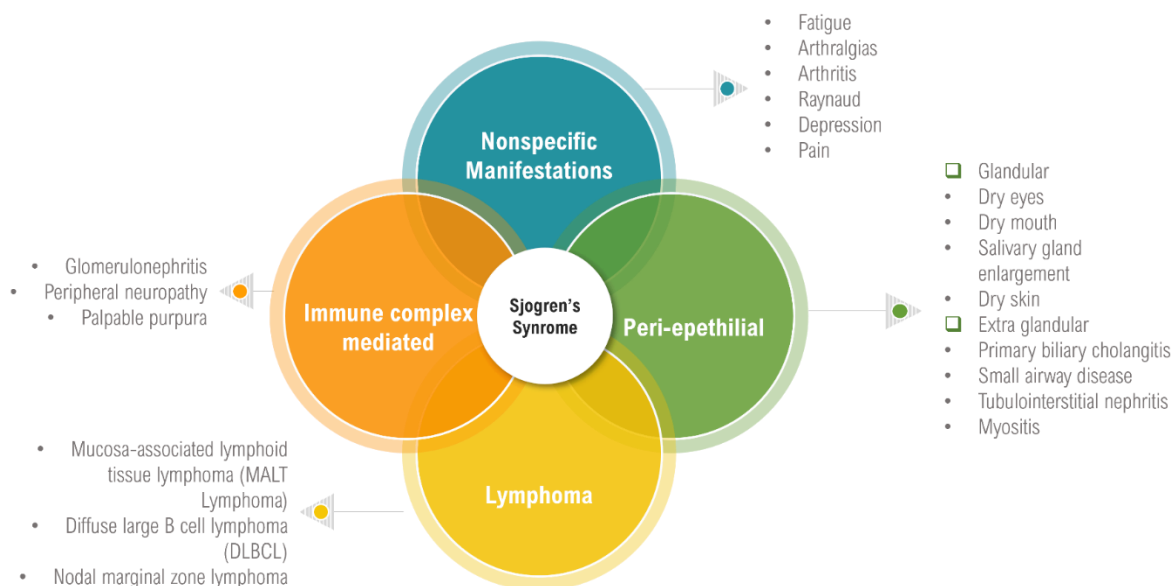 • Fatigue
• Arthralgias
• Arthritis
• Raynaud
• Depression
• Pain
Nonspecific
Manifestations
❑ Glandular
• Dry eyes
• Dry mouth
• Salivary gland
enlargement
• Dry skin
❑ Extra glandular
• Primary biliary cholangitis
• Small airway disease
• Tubulointerstitial nephritis
• Myositis
• Glomerulonephritis
• Peripheral neuropathy
• Palpable purpura
Immune complex
mediated
Sjogren's
Synrome
Peri-epethilial
• Mucosa-associated lymphoid
tissue lymphoma (MALT
Lymphoma)
• Diffuse large B cell lymphoma
(DLBCL)
• Nodal marginal zone lymphoma
Lymphoma